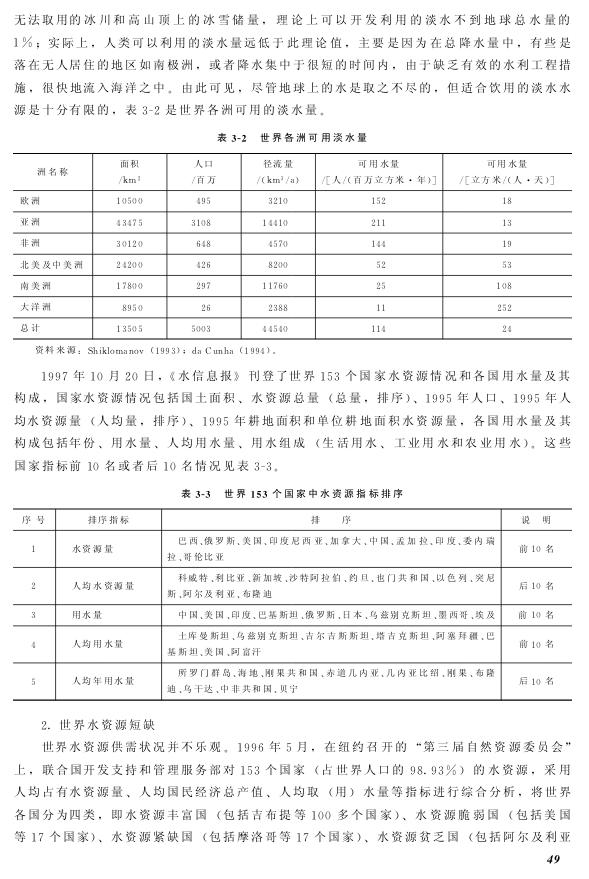 无法取用的冰川和高山顶上的冰雪储量，理论上可以开发利用的淡水不到地球总水量的
1%；实际上，人类可以利用的淡水远低于此理论值，主要是因为在总降水量中，有些是
落在无人居住的地区如南极洲，或者降水集中于很短的时间内，由于缺乏有效的水利工程措
施，很快地流入海洋之中。由此可见，尽管地球上的水是取之不尽的，但适合饮用的淡水水
源是十分有限的，表 3-2 是世界各洲可用的淡水量。
表 3-2 世界各洲可用淡水量
洲名称 面积/km² 人口/百万 径流量/(km³/a) 可用水量/[人/(百万立方米·年)] 可用水量/[立方米/(人·天)]
欧洲 10500 495 3210 152 18
亚洲 43475 3108 14410 211 13
非洲 30120 648 4570 144 19
北美及中美洲 24200 426 8200 52 53
南美洲 17800 297 11760 25 108
大洋洲 8950 26 2388 11 252
总计 13505 5003 44540 114 24
资料来源：Shiklomanov（1993）；da Cunha（1994）。
1997 年 10 月 20 日，《水信息报》刊登了世界 153 个国家水资源情况和各国用水量及其
构成，国家水资源情况包括国土面积、水资源总量（总量，排序）、1995 年人口、1995 年人
均水资源量（人均量，排序）、1995 年耕地面积和单位耕地面积水资源量，各国用水量及其
构成包括年份、用水量、人均用水量、用水组成（生活用水、工业用水和农业用水）。这些
国家指标前 10 名或者后 10 名情况见表 3-3。
表 3-3 世界 153 个国家中水资源指标排序
序号 排序指标 排序 说明
1 水资源量 巴西、俄罗斯、美国、印度尼西亚、加拿大、中国、孟加拉、印度、委内瑞
拉、哥伦比亚 前 10 名
2 人均水资源量 科威特、利比亚、新加坡、沙特阿拉伯、约旦、也门共和国、以色列、突尼
斯、阿尔及利亚、布隆迪 后 10 名
3 用水量 中国、美国、印度、巴基斯坦、俄罗斯、日本、乌兹别克斯坦、墨西哥、埃及 前 10 名
4 人均用水量 土库曼斯坦、乌兹别克斯坦、吉尔吉斯斯坦、塔吉克斯坦、阿塞拜疆、巴
基斯坦、美国、阿富汗 前 10 名
5 人均年用水量 所罗门群岛、海地、刚果共和国、赤道几内亚、几内亚比绍、刚果、布隆
迪、乌干达、中非共和国、贝宁 后 10 名
2. 世界水资源短缺
世界水资源供需状况并不乐观。1996 年 5 月，在纽约召开的“第三届自然资源委员会”
上，联合国开发支持和管理服务部对 153 个国家（占世界人口的 98.93%）的水资源，采用
人均占有水资源量、人均国民经济总产值、人均取（用）水量等指标进行综合分析，将世界
各国分为四类，即水资源丰富国（包括吉布提等 100 多个国家）、水资源脆弱国（包括美国
等 17 个国家）、水资源紧缺国（包括摩洛哥等 17 个国家）、水资源贫乏国（包括阿尔及利亚
49